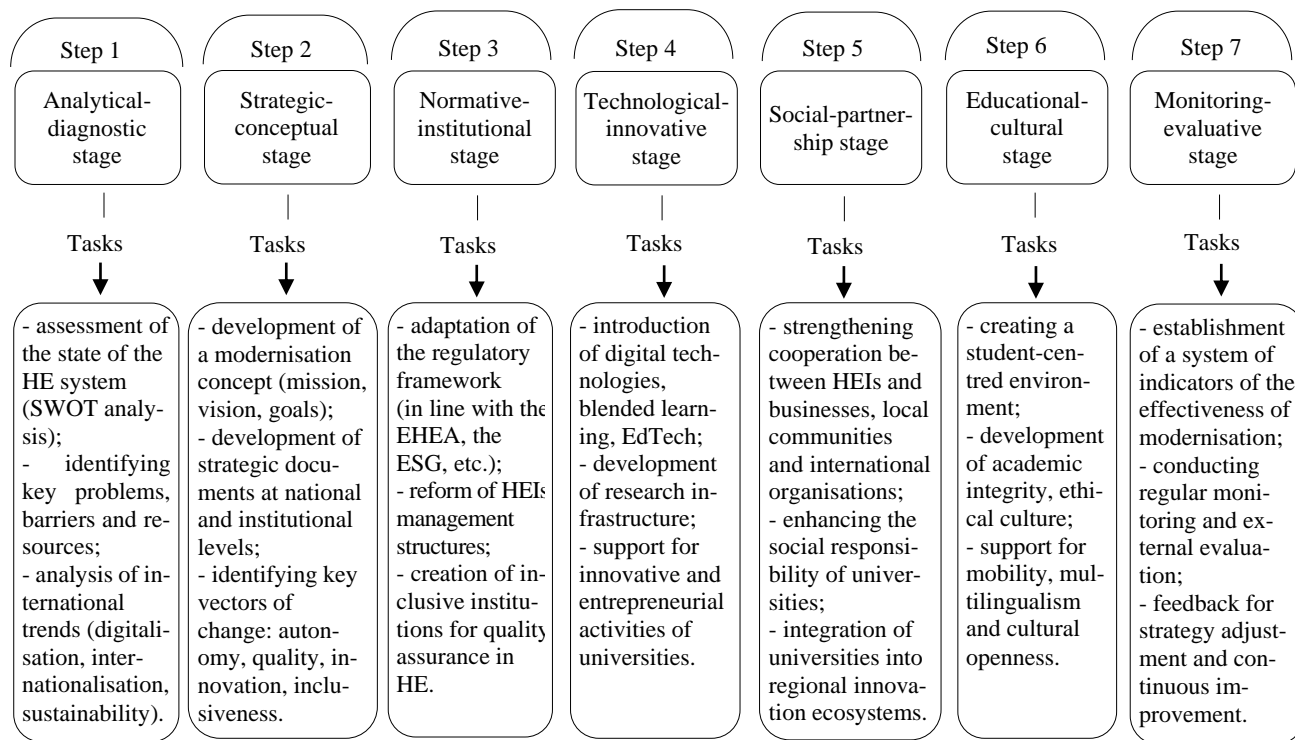 Step 1
Analytical-
diagnostic
stage
Tasks
- assessment of
the state of the
HE system
(SWOT analy-
sis);
- identifying
key problems,
barriers and re-
sources;
- analysis of in-
ternational
trends (digitali-
sation, inter-
nationalisation,
sustainability).
Step 2
Strategic-
conceptual
stage
Tasks
- development of
a modernisation
concept (mission,
vision, goals);
- development of
strategic docu-
ments at national
and institutional
levels;
- identifying key
vectors of
change: auton-
omy, quality, in-
novation, inclu-
siveness.
Step 3
Normative-
institutional
stage
Tasks
- adaptation of
the regulatory
framework
(in line with the
EHEA, the
ESG, etc.);
- reform of HEIs
management
structures;
- creation of in-
clusive institu-
tions for quality
assurance in
HE.
Step 4
Technological-
innovative
stage
Tasks
- introduction
of digital tech-
nologies,
blended learn-
ing, EdTech;
- development
of research in-
frastructure;
- support for
innovative and
entrepreneurial
activities of
universities.
Step 5
Social-partner-
ship stage
Tasks
- strengthening
cooperation be-
tween HEIs and
businesses, local
communities
and international
organisations;
- enhancing the
social responsi-
bility of univer-
sities;
- integration of
universities into
regional innova-
tion ecosystems.
Step 6
Educational-
cultural
stage
Tasks
- creating a
student-cen-
tred environ-
ment;
- development
of academic
integrity, ethi-
cal culture;
- support for
mobility, mul-
tilingualism
and cultural
openness.
Step 7
Monitoring-
evaluative
stage
Tasks
- establishment
of a system of
indicators of the
effectiveness of
modernisation;
- conducting
regular moni-
toring and ex-
ternal evalua-
tion;
- feedback for
strategy adjust-
ment and con-
tinuous im-
provement.